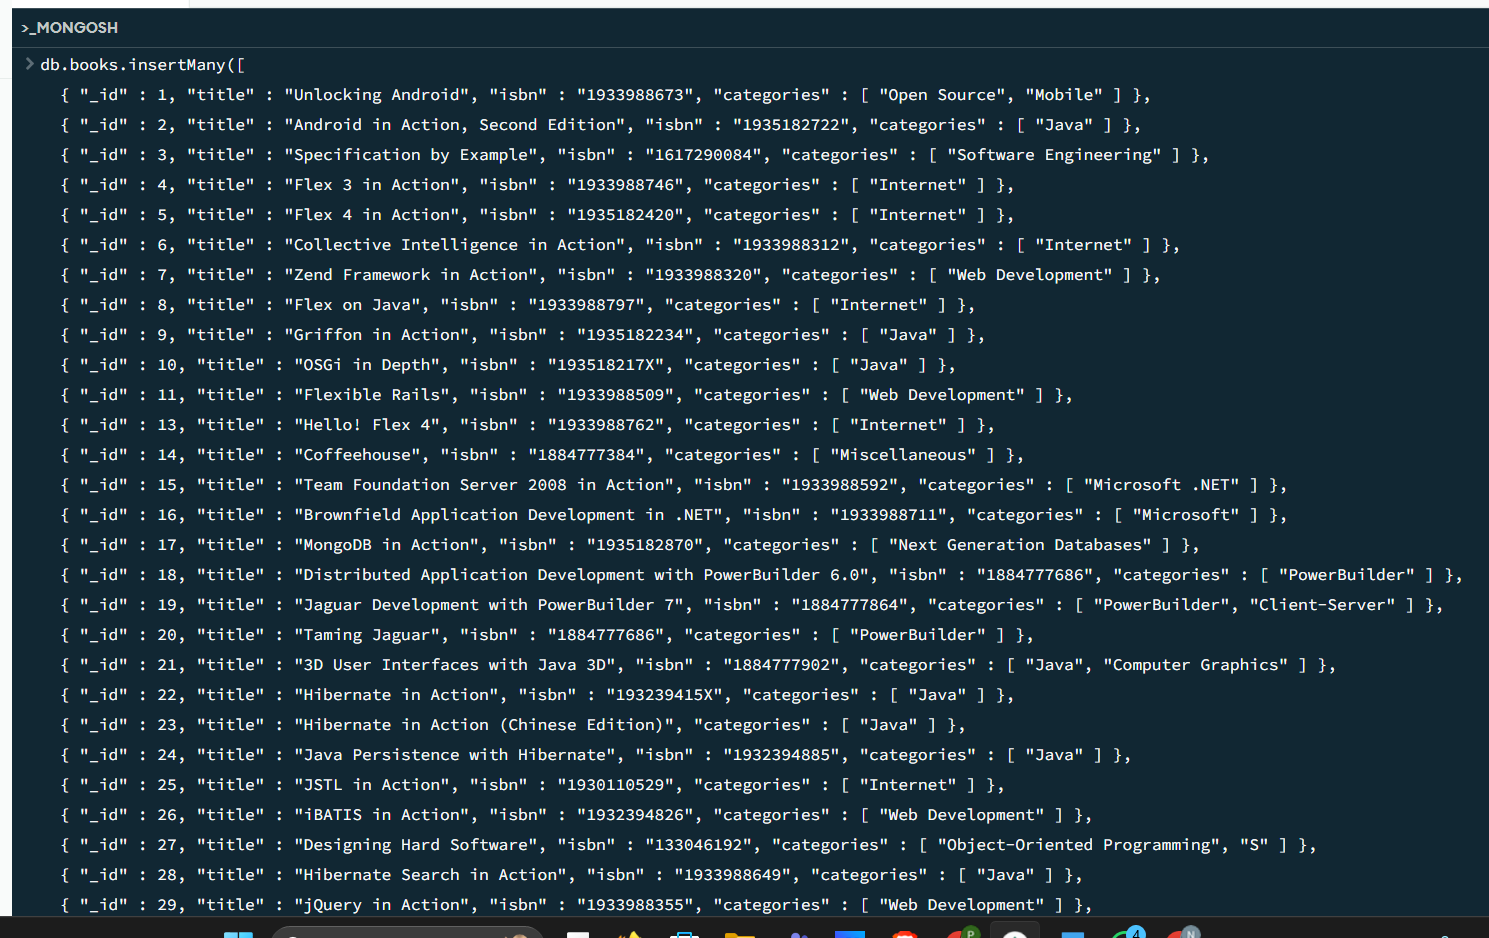 >_MONGOSH
> db.books.insertMany([
{ "_id" : 1, "title" : "Unlocking Android", "isbn" : "1933988673", "categories" : [ "Open Source", "Mobile" ] },
{ "_id" : 2, "title" : "Android in Action, Second Edition", "isbn" : "1935182722", "categories" : [ "Java" ] },
{ "_id" : 3, "title" : "Specification by Example", "isbn" : "1617290084", "categories" : [ "Software Engineering" ] },
{ "_id" : 4, "title" : "Flex 3 in Action", "isbn" : "1933988746", "categories" : [ "Internet" ] },
{ "_id" : 5, "title" : "Flex 4 in Action", "isbn" : "1935182420", "categories" : [ "Internet" ] },
{ "_id" : 6, "title" : "Collective Intelligence in Action", "isbn" : "1933988312", "categories" : [ "Internet" ] },
{ "_id" : 7, "title" : "Zend Framework in Action", "isbn" : "1933988320", "categories" : [ "Web Development" ] },
{ "_id" : 8, "title" : "Flex on Java", "isbn" : "1933988797", "categories" : [ "Internet" ] },
{ "_id" : 9, "title" : "Griffon in Action", "isbn" : "1935182234", "categories" : [ "Java" ] },
{ "_id" : 10, "title" : "OSGi in Depth", "isbn" : "193518217X", "categories" : [ "Java" ] },
{ "_id" : 11, "title" : "Flexible Rails", "isbn" : "1933988509", "categories" : [ "Web Development" ] },
{ "_id" : 13, "title" : "Hello! Flex 4", "isbn" : "1933988762", "categories" : [ "Internet" ] },
{ "_id" : 14, "title" : "Coffeehouse", "isbn" : "1884777384", "categories" : [ "Miscellaneous" ] },
{ "_id" : 15, "title" : "Team Foundation Server 2008 in Action", "isbn" : "1933988592", "categories" : [ "Microsoft .NET" ] },
{ "_id" : 16, "title" : "Brownfield Application Development in .NET", "isbn" : "1933988711", "categories" : [ "Microsoft" ] },
{ "_id" : 17, "title" : "MongoDB in Action", "isbn" : "1935182870", "categories" : [ "Next Generation Databases" ] },
{ "_id" : 18, "title" : "Distributed Application Development with PowerBuilder 6.0", "isbn" : "1884777686", "categories" : [ "PowerBuilder" ] },
{ "_id" : 19, "title" : "Jaguar Development with PowerBuilder 7", "isbn" : "1884777864", "categories" : [ "PowerBuilder", "Client-Server" ] },
{ "_id" : 20, "title" : "Taming Jaguar", "isbn" : "1884777686", "categories" : [ "PowerBuilder" ] },
{ "_id" : 21, "title" : "3D User Interfaces with Java 3D", "isbn" : "1884777902", "categories" : [ "Java", "Computer Graphics" ] },
{ "_id" : 22, "title" : "Hibernate in Action", "isbn" : "193239415X", "categories" : [ "Java" ] },
{ "_id" : 23, "title" : "Hibernate in Action (Chinese Edition)", "categories" : [ "Java" ] },
{ "_id" : 24, "title" : "Java Persistence with Hibernate", "isbn" : "1932394885", "categories" : [ "Java" ] },
{ "_id" : 25, "title" : "JSTL in Action", "isbn" : "1930110529", "categories" : [ "Internet" ] },
{ "_id" : 26, "title" : "iBATIS in Action", "isbn" : "1932394826", "categories" : [ "Web Development" ] },
{ "_id" : 27, "title" : "Designing Hard Software", "isbn" : "133046192", "categories" : [ "Object-Oriented Programming", "S" ] },
{ "_id" : 28, "title" : "Hibernate Search in Action", "isbn" : "1933988649", "categories" : [ "Java" ] },
{ "_id" : 29, "title" : "jQuery in Action", "isbn" : "1933988355", "categories" : [ "Web Development" ] },
P 4 N